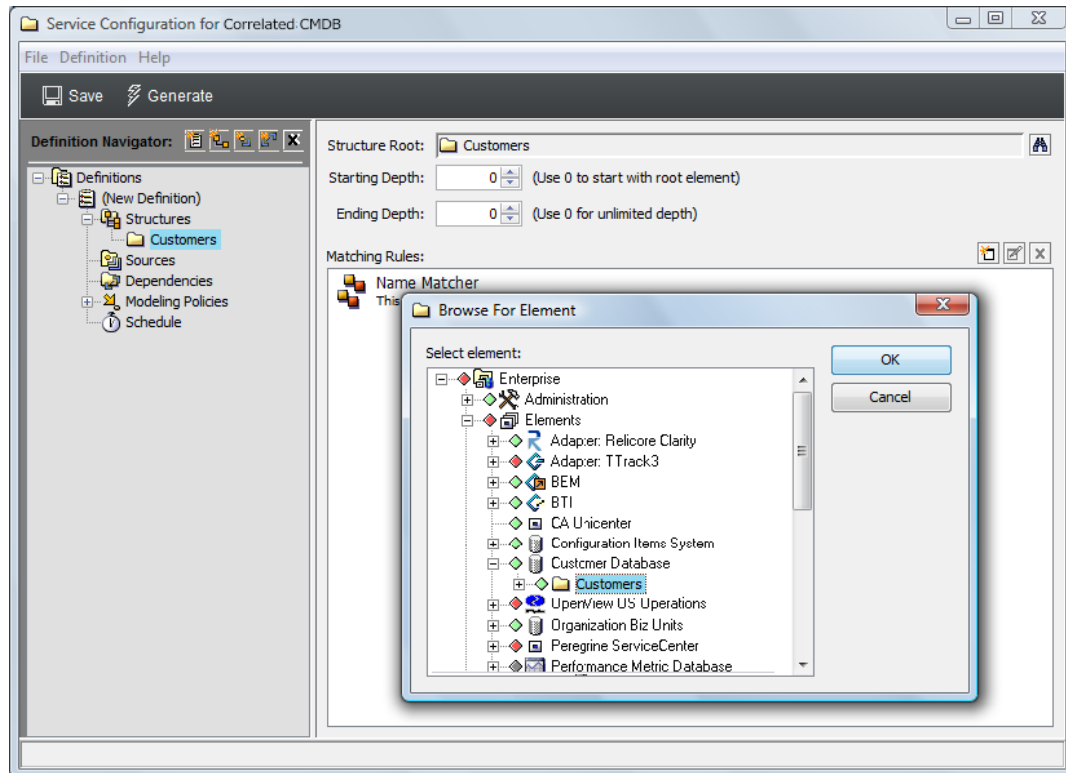 Service Configuration for Correlated CMDB
File Definition Help
Save Generate
Definition Navigator:
Definitions
(New Definition)
Structures
Customers
Sources
Dependencies
Modeling Policies
Schedule
Structure Root: Customers
Starting Depth: 0 (Use 0 to start with root element)
Ending Depth: 0 (Use 0 for unlimited depth)
Matching Rules:
Name Matcher
This
Browse For Element
Select element:
OK
Cancel
Enterprise
Administration
Elements
Adapter: Relicore Clarity
Adapter: TTrack3
BEM
BTI
CA Unicenter
Configuration Items System
Customer Database
Customers
OpenView US Operations
Organization Biz Units
Peregrine ServiceCenter
Performance Metric Database